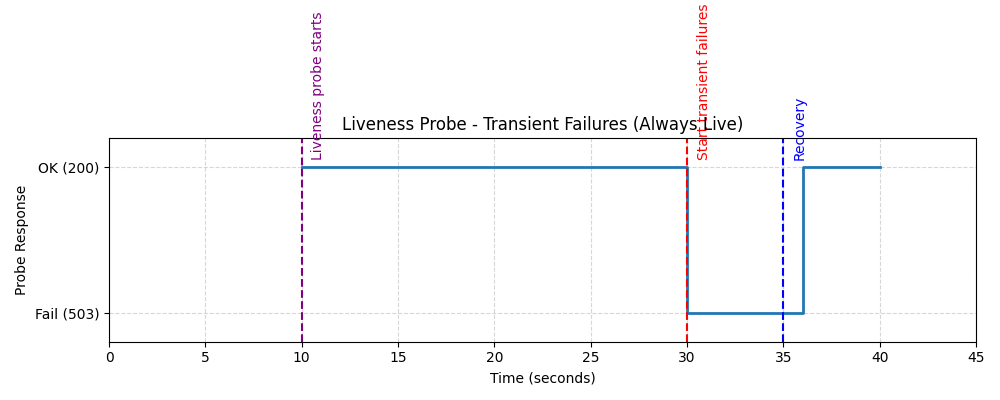 Liveness probe starts
Start transient failures
Recovery
Liveness Probe - Transient Failures (Always Live)
Probe Response
OK (200)
Fail (503)
0 5 10 15 20 25 30 35 40 45
Time (seconds)